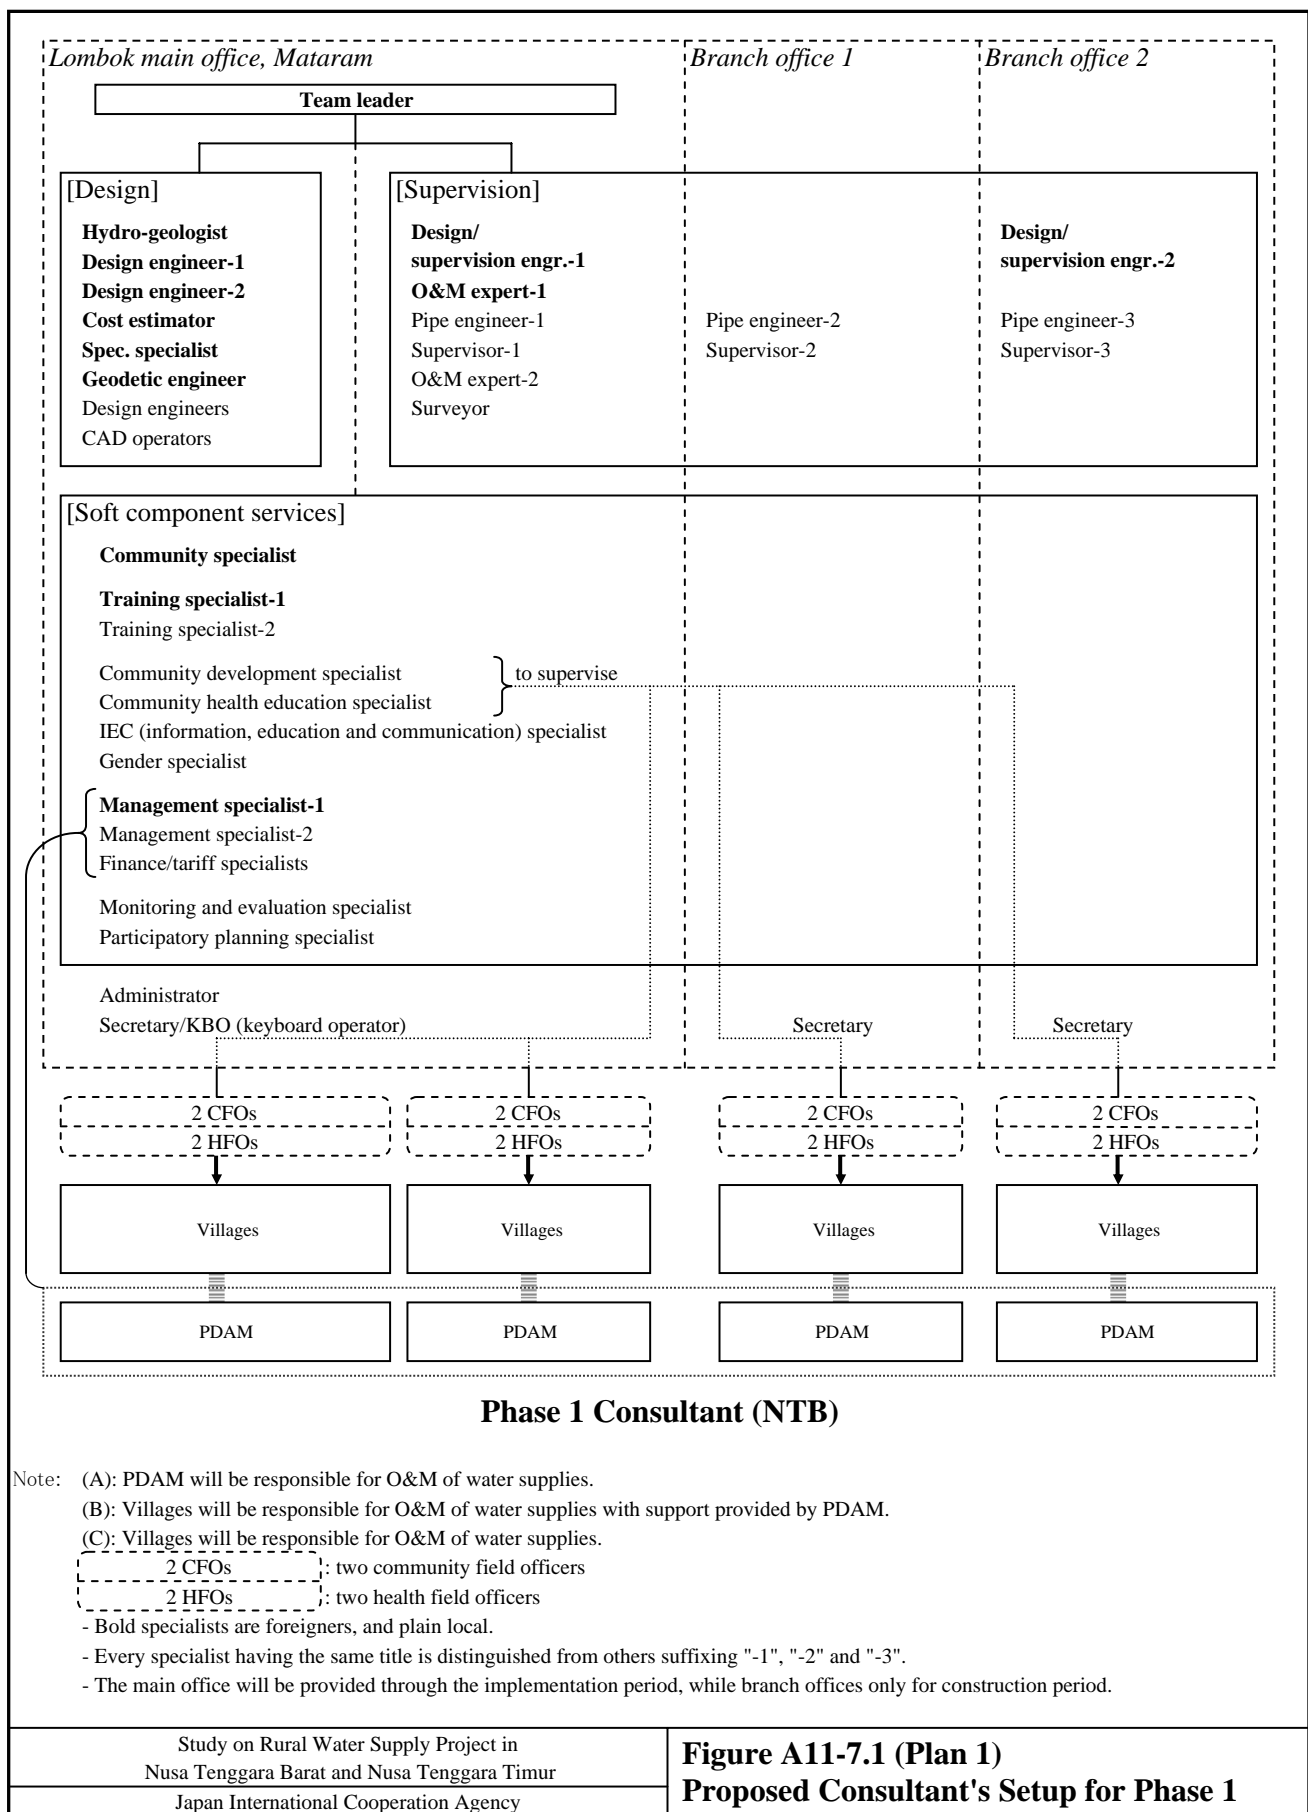 Lombok main office, Mataram
Branch office 1
Branch office 2
Team leader
[Design]
Hydro-geologist
Design engineer-1
Design engineer-2
Cost estimator
Spec. specialist
Geodetic engineer
Design engineers
CAD operators
[Supervision]
Design/
supervision engr.-1
O&M expert-1
Pipe engineer-1
Supervisor-1
O&M expert-2
Surveyor
Pipe engineer-2
Supervisor-2
Design/
supervision engr.-2
Pipe engineer-3
Supervisor-3
[Soft component services]
Community specialist
Training specialist-1
Training specialist-2
Community development specialist
to supervise
Community health education specialist
IEC (information, education and communication) specialist
Gender specialist
Management specialist-1
Management specialist-2
Finance/tariff specialists
Monitoring and evaluation specialist
Participatory planning specialist
Administrator
Secretary/KBO (keyboard operator)
Secretary
Secretary
2 CFOs
2 HFOs
2 CFOs
2 HFOs
2 CFOs
2 HFOs
2 CFOs
2 HFOs
Villages
Villages
Villages
Villages
PDAM
PDAM
PDAM
PDAM
Phase 1 Consultant (NTB)
Note: (A): PDAM will be responsible for O&M of water supplies.
(B): Villages will be responsible for O&M of water supplies with support provided by PDAM.
(C): Villages will be responsible for O&M of water supplies.
2 CFOs : two community field officers
2 HFOs : two health field officers
- Bold specialists are foreigners, and plain local.
- Every specialist having the same title is distinguished from others suffixing "-1", "-2" and "-3".
- The main office will be provided through the implementation period, while branch offices only for construction period.
Study on Rural Water Supply Project in
Nusa Tenggara Barat and Nusa Tenggara Timur
Japan International Cooperation Agency
Figure A11-7.1 (Plan 1)
Proposed Consultant's Setup for Phase 1